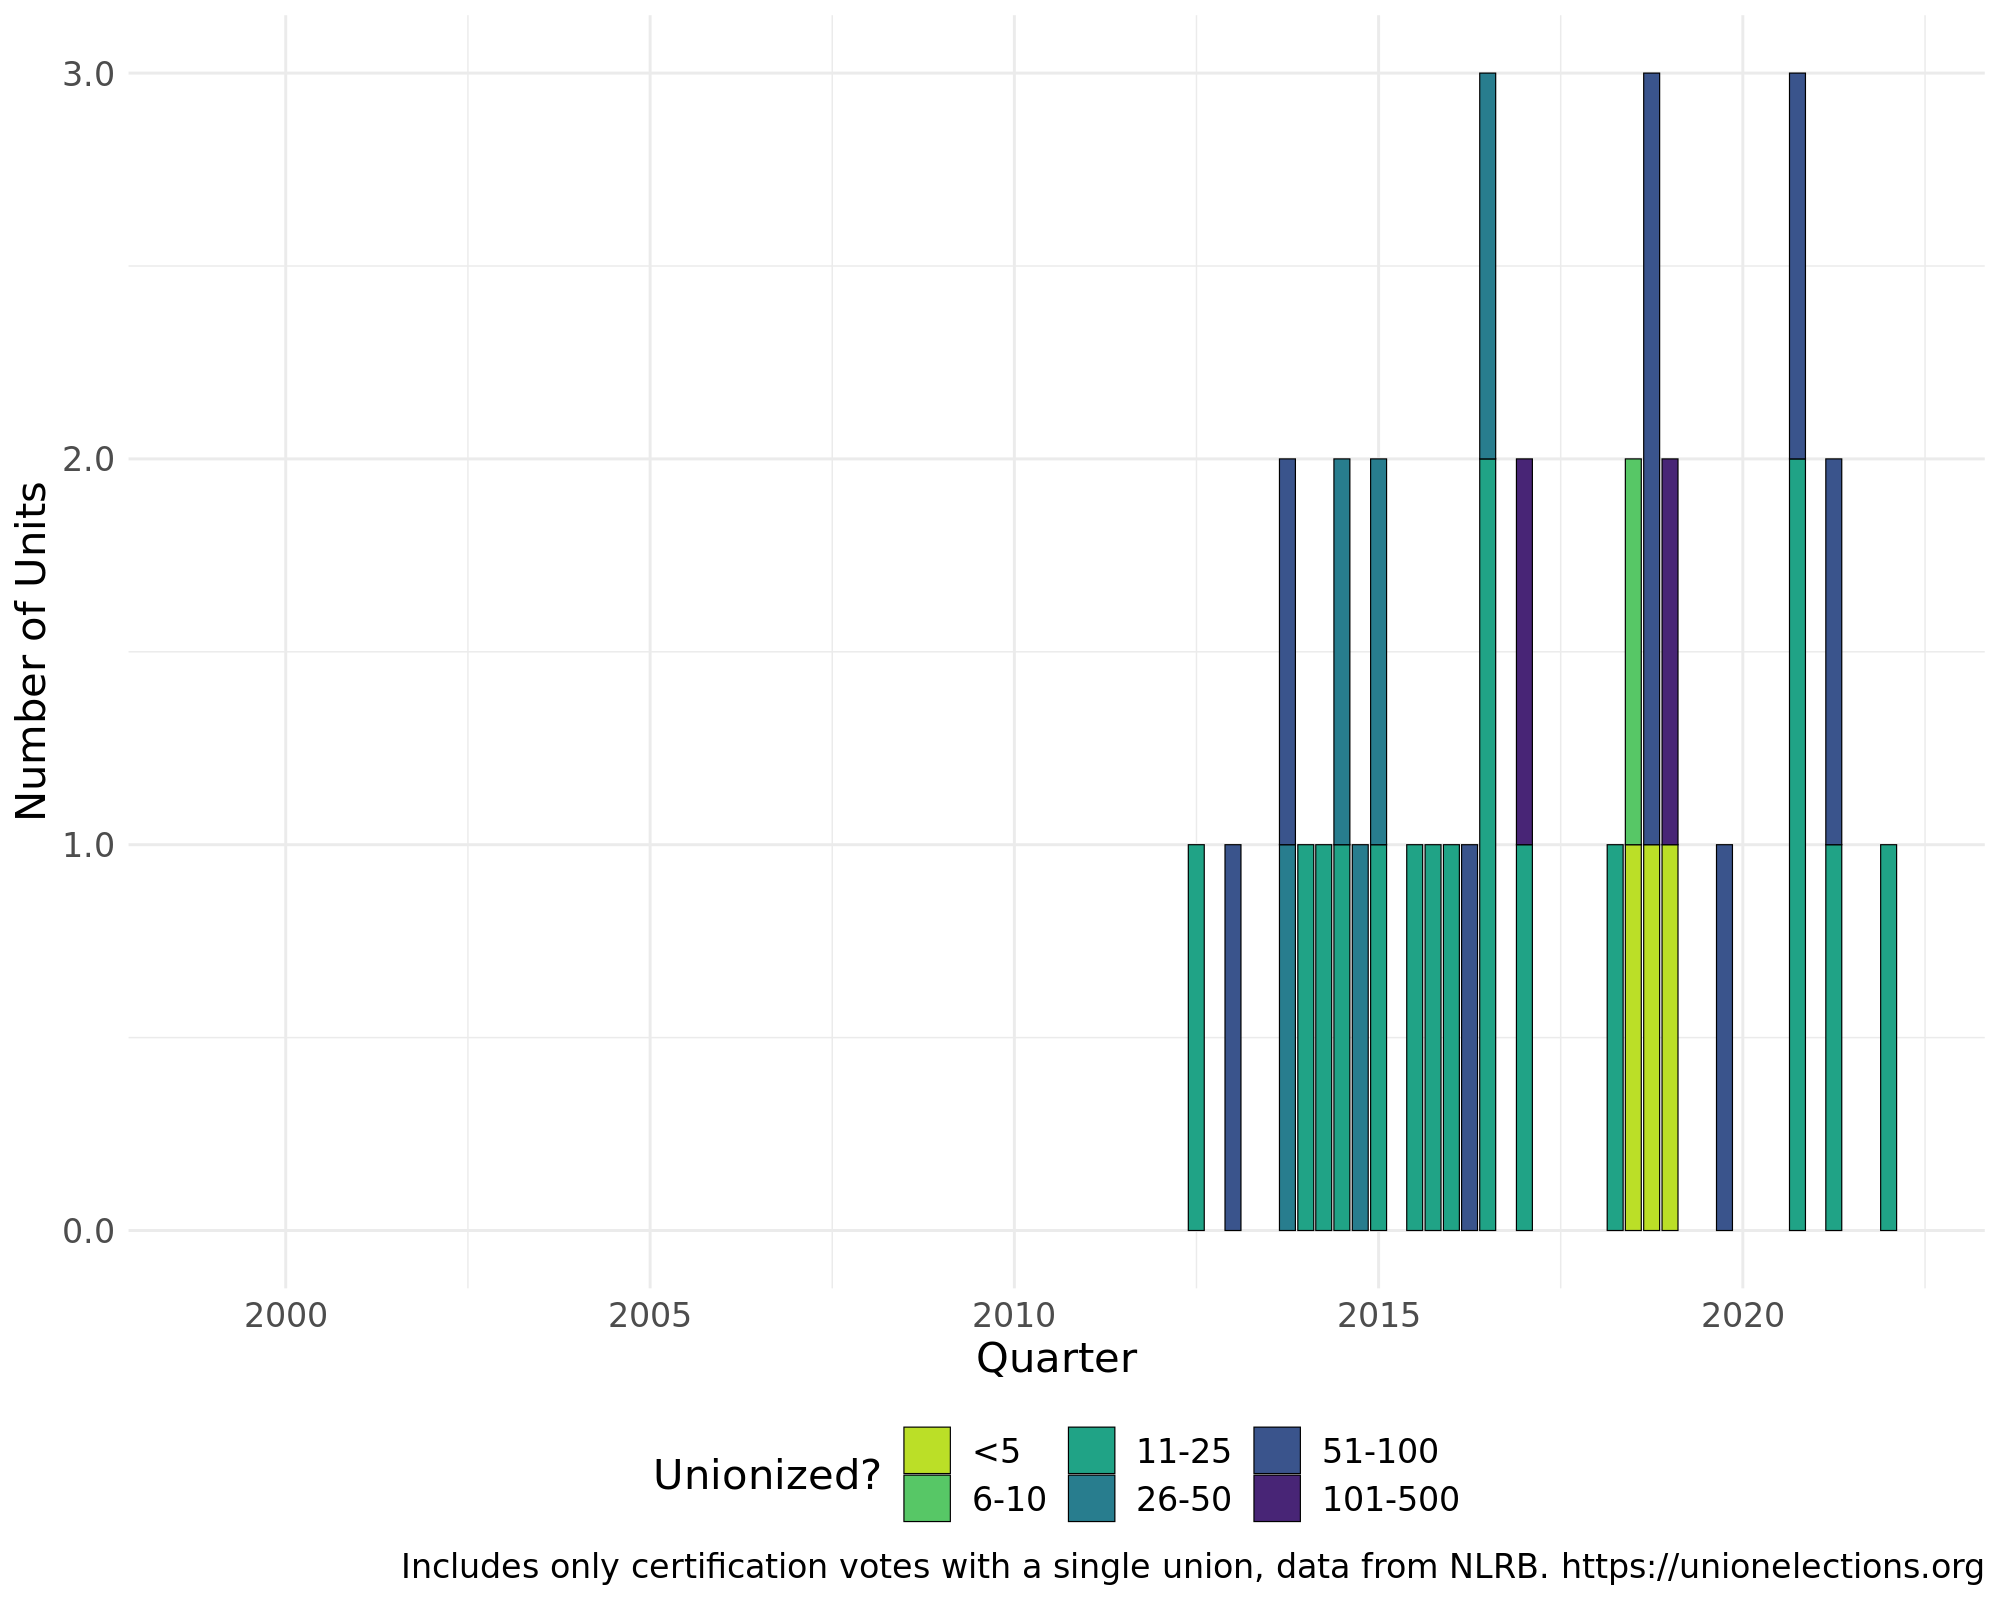 3.0
2.0
1.0
0.0
Number of Units
2000 2005 2010 2015 2020
Quarter
Unionized?
<5 11-25 51-100
6-10 26-50 101-500
Includes only certification votes with a single union, data from NLRB. https://unionelections.org